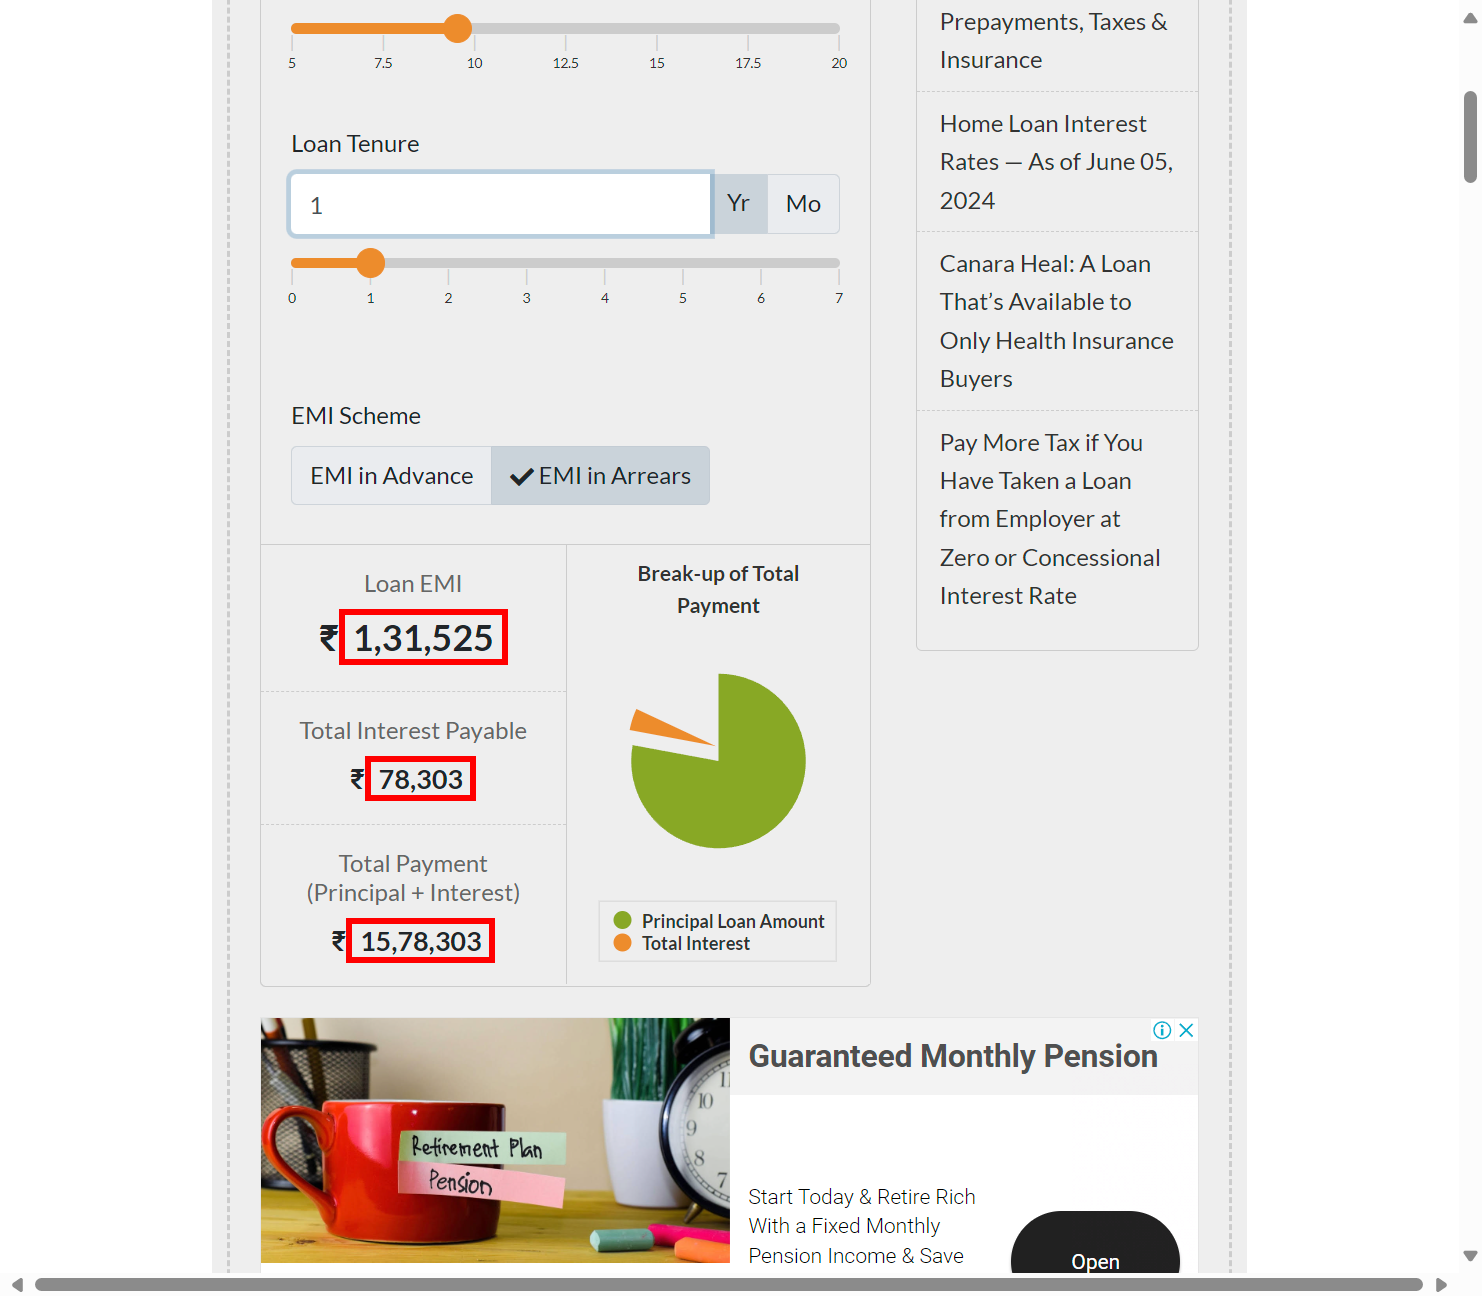 5
7.5
10
12.5
15
17.5
20
Loan Tenure
1
Yr
Mo
0
1
2
3
4
5
6
7
EMI Scheme
EMI in Advance
EMI in Arrears
Loan EMI
₹ 1,31,525
Total Interest Payable
₹ 78,303
Total Payment
(Principal + Interest)
₹ 15,78,303
Break-up of Total
Payment
Principal Loan Amount
Total Interest
Prepayments, Taxes &
Insurance
Home Loan Interest
Rates — As of June 05,
2024
Canara Heal: A Loan
That’s Available to
Only Health Insurance
Buyers
Pay More Tax if You
Have Taken a Loan
from Employer at
Zero or Concessional
Interest Rate
Retirement Plan
Pension
11
10
9
8
7
Guaranteed Monthly Pension
Start Today & Retire Rich
With a Fixed Monthly
Pension Income & Save
Open